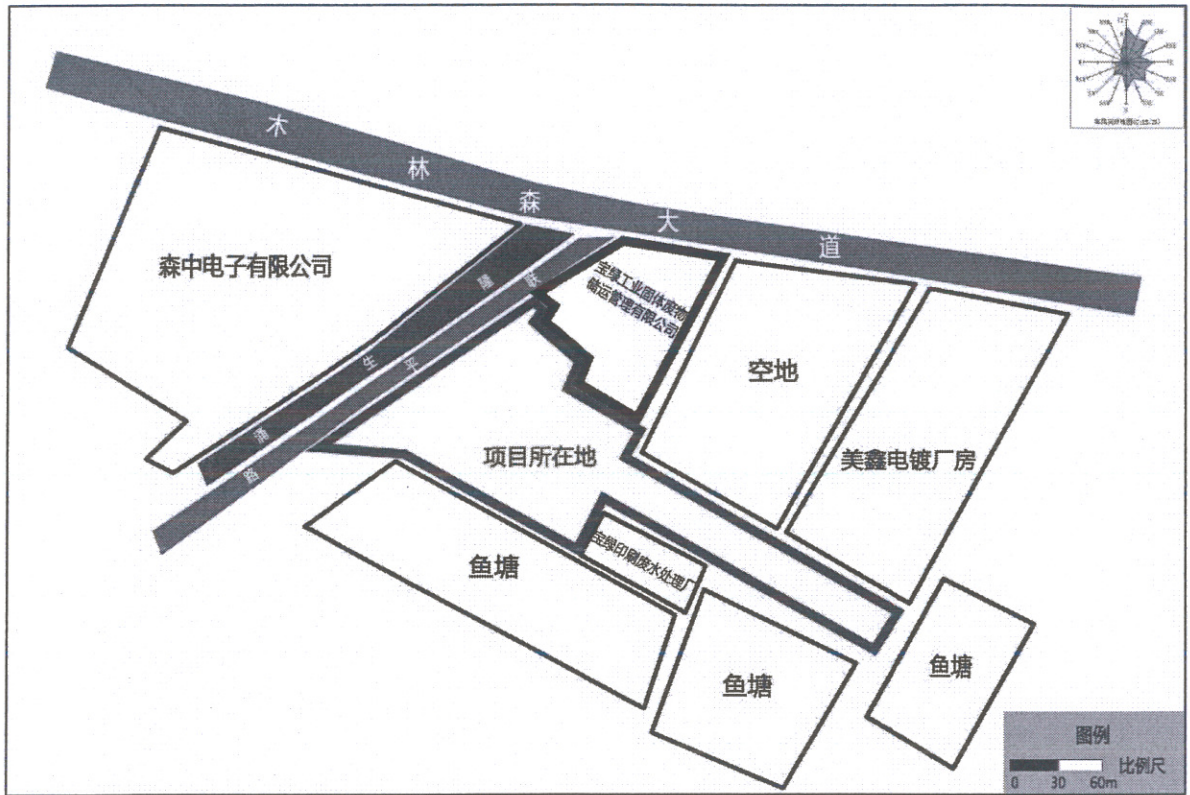 木林森大道
森中电子有限公司
宝绿工业固体废物
储运管理有限公司
空地
美鑫电镀厂房
项目所在地
宝绿印刷废水处理厂
鱼塘
鱼塘
鱼塘
图例
比例尺
0 30 60m